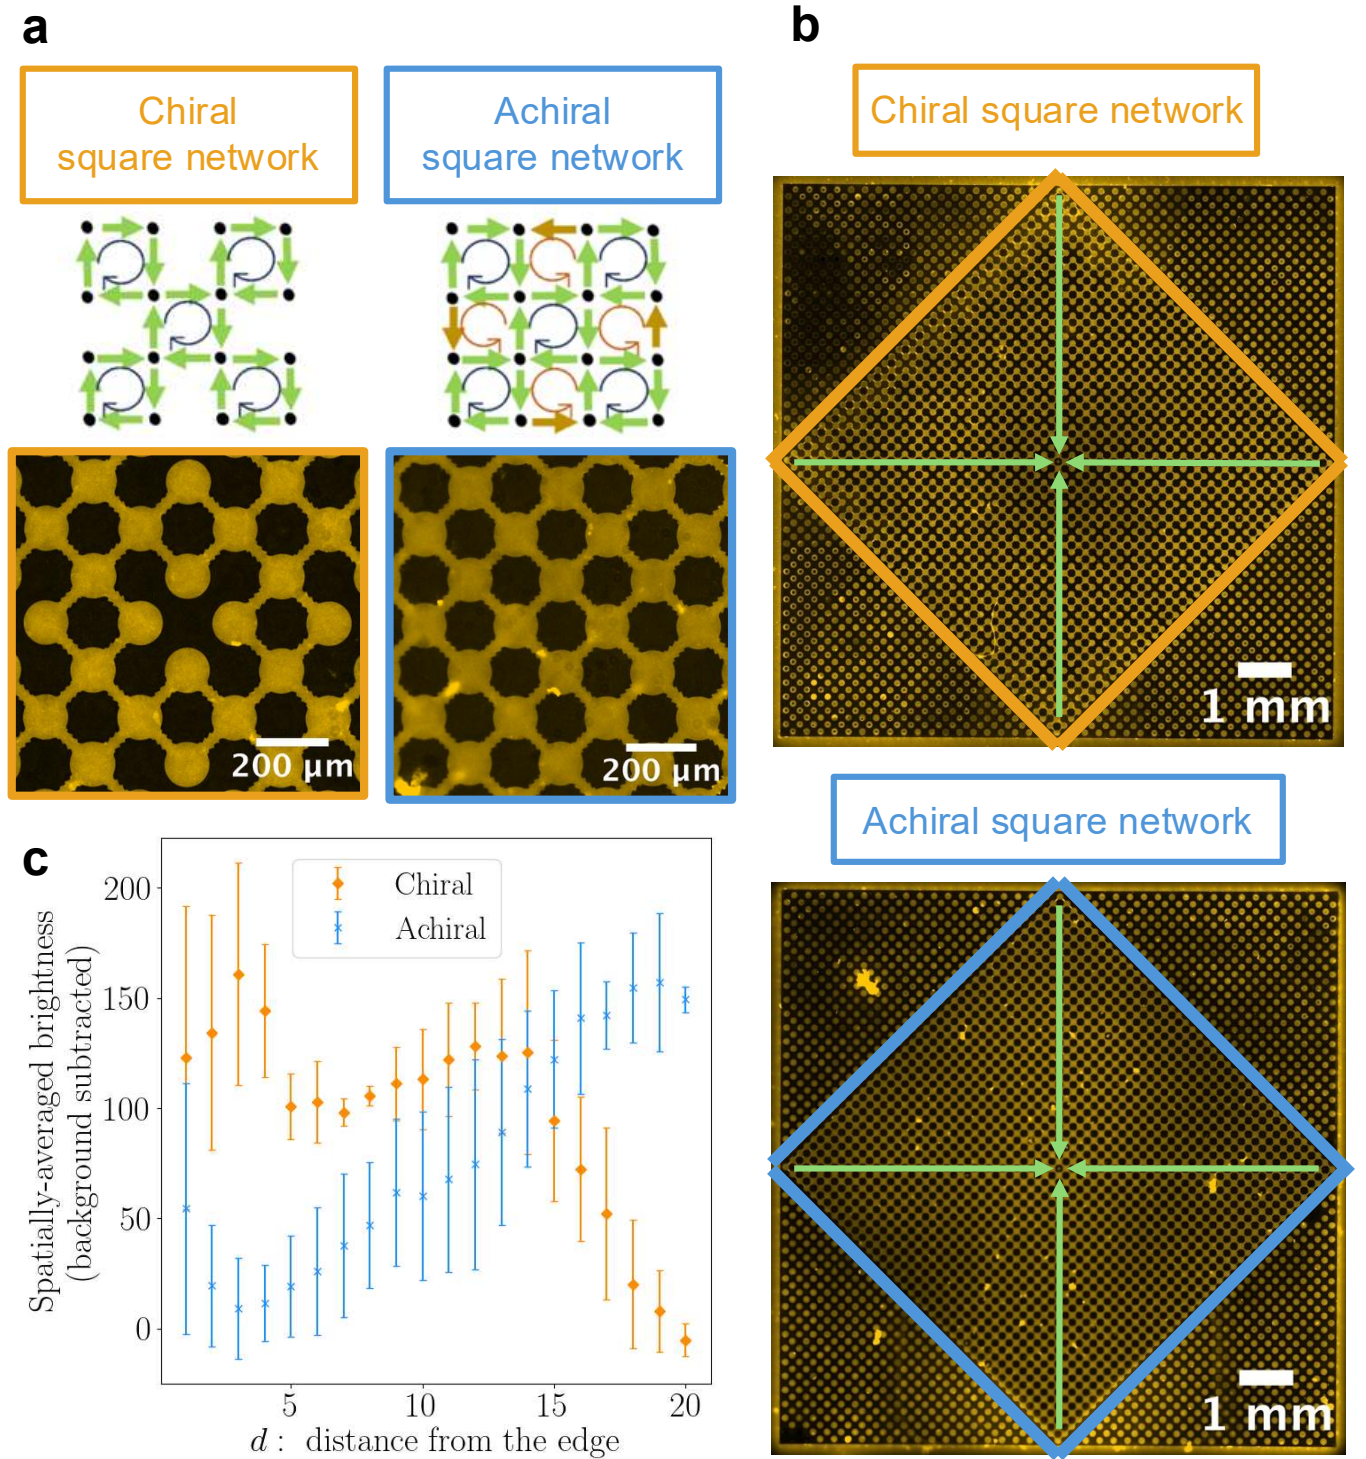 a
Chiral
square network
Achiral
square network
200 µm
200 µm
b
Chiral square network
1 mm
Achiral square network
1 mm
c
Spatially-averaged brightness
(background subtracted)
200
150
100
50
0
Chiral
Achiral
5
10
15
20
d : distance from the edge